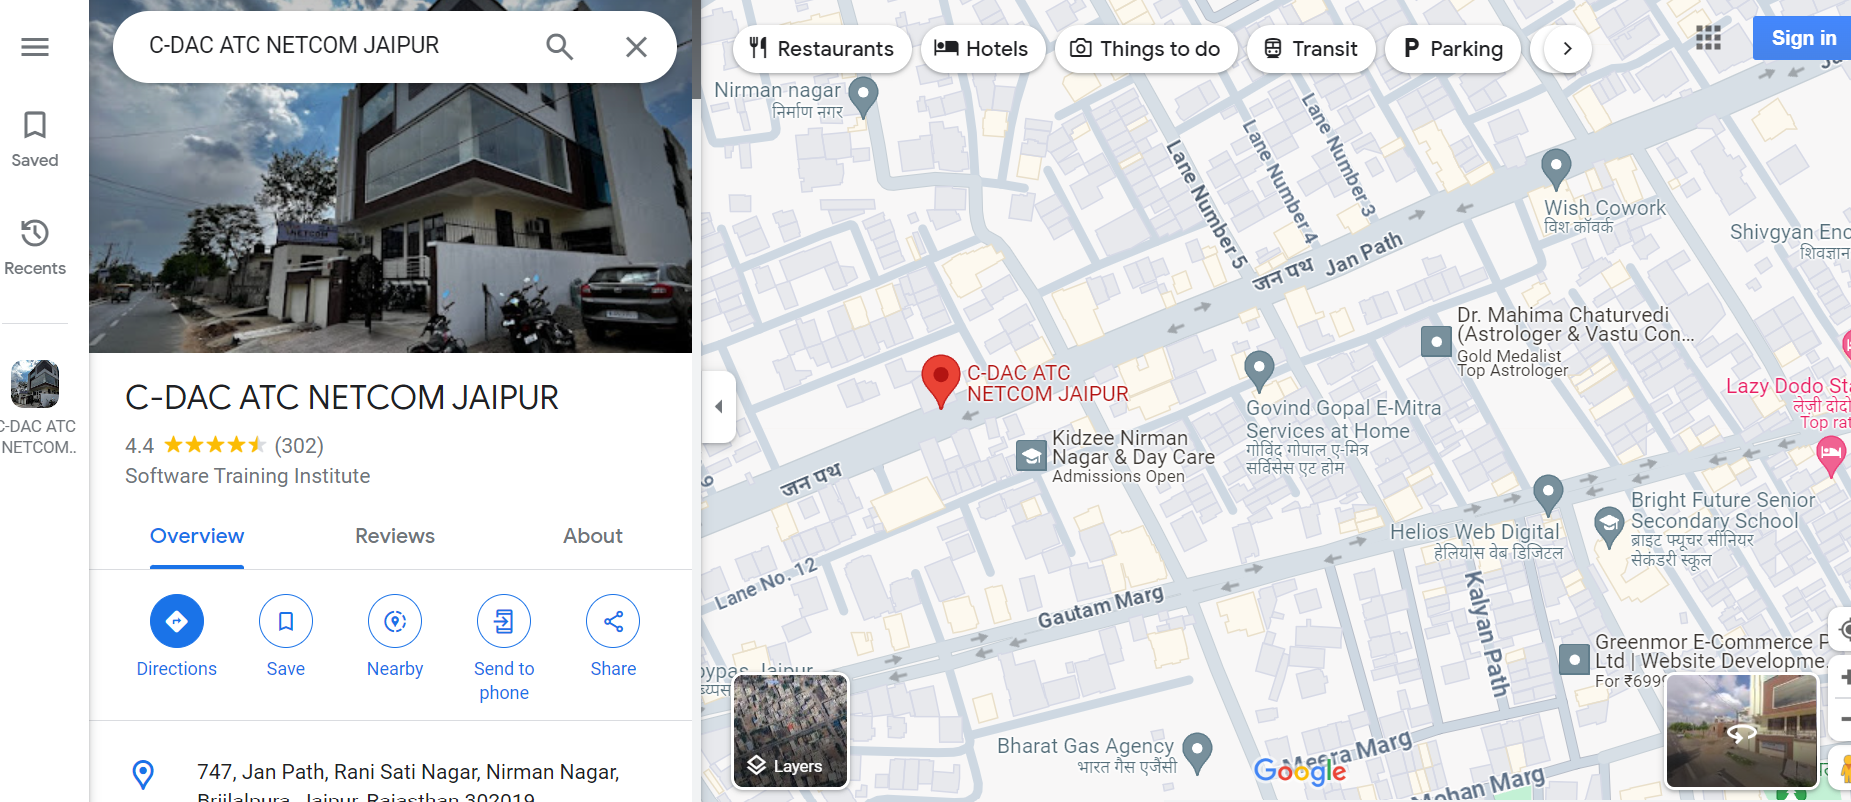 C-DAC ATC NETCOM JAIPUR
Saved
Recents
C-DAC ATC
NETCOM..
NETCOM
C-DAC ATC NETCOM JAIPUR
4.4 (302)
Software Training Institute
Overview
Reviews
About
Directions
Save
Nearby
Send to
phone
Share
747, Jan Path, Rani Sati Nagar, Nirman Nagar,
Brijlalpura, Jaipur, Rajasthan 302019
Restaurants
Hotels
Things to do
Transit
P Parking
Sign in
Nirman nagar
निर्माण नगर
Lane Number 5
Lane Number 4
Lane Number 3
Wish Cowork
विश कॉवर्क
Shivgyan Enc
शिवज्ञान
जन पथ Jan Path
Dr. Mahima Chaturvedi
(Astrologer & Vastu Con...
Gold Medalist
Top Astrologer
C-DAC ATC
NETCOM JAIPUR
Lazy Dodo Sta
लेज़ी दोदो
Top rat
Govind Gopal E-Mitra
Services at Home
गोविंद गोपाल ए-मित्र
सर्विसेस एट होम
Kidzee Nirman
Nagar & Day Care
Admissions Open
जन पथ
Helios Web Digital
हेलियोस वेब डिजिटल
Bright Future Senior
Secondary School
ब्राइट फ्यूचर सीनियर
सेकंडरी स्कूल
Lane No. 12
Gautam Marg
Kalyan Path
Greenmor E-Commerce P
Ltd | Website Developme..
For ₹699
bypas Jaipur
Layers
Bharat Gas Agency
भारत गैस एजैंसी
Meera Marg
Google
Mohan Marg